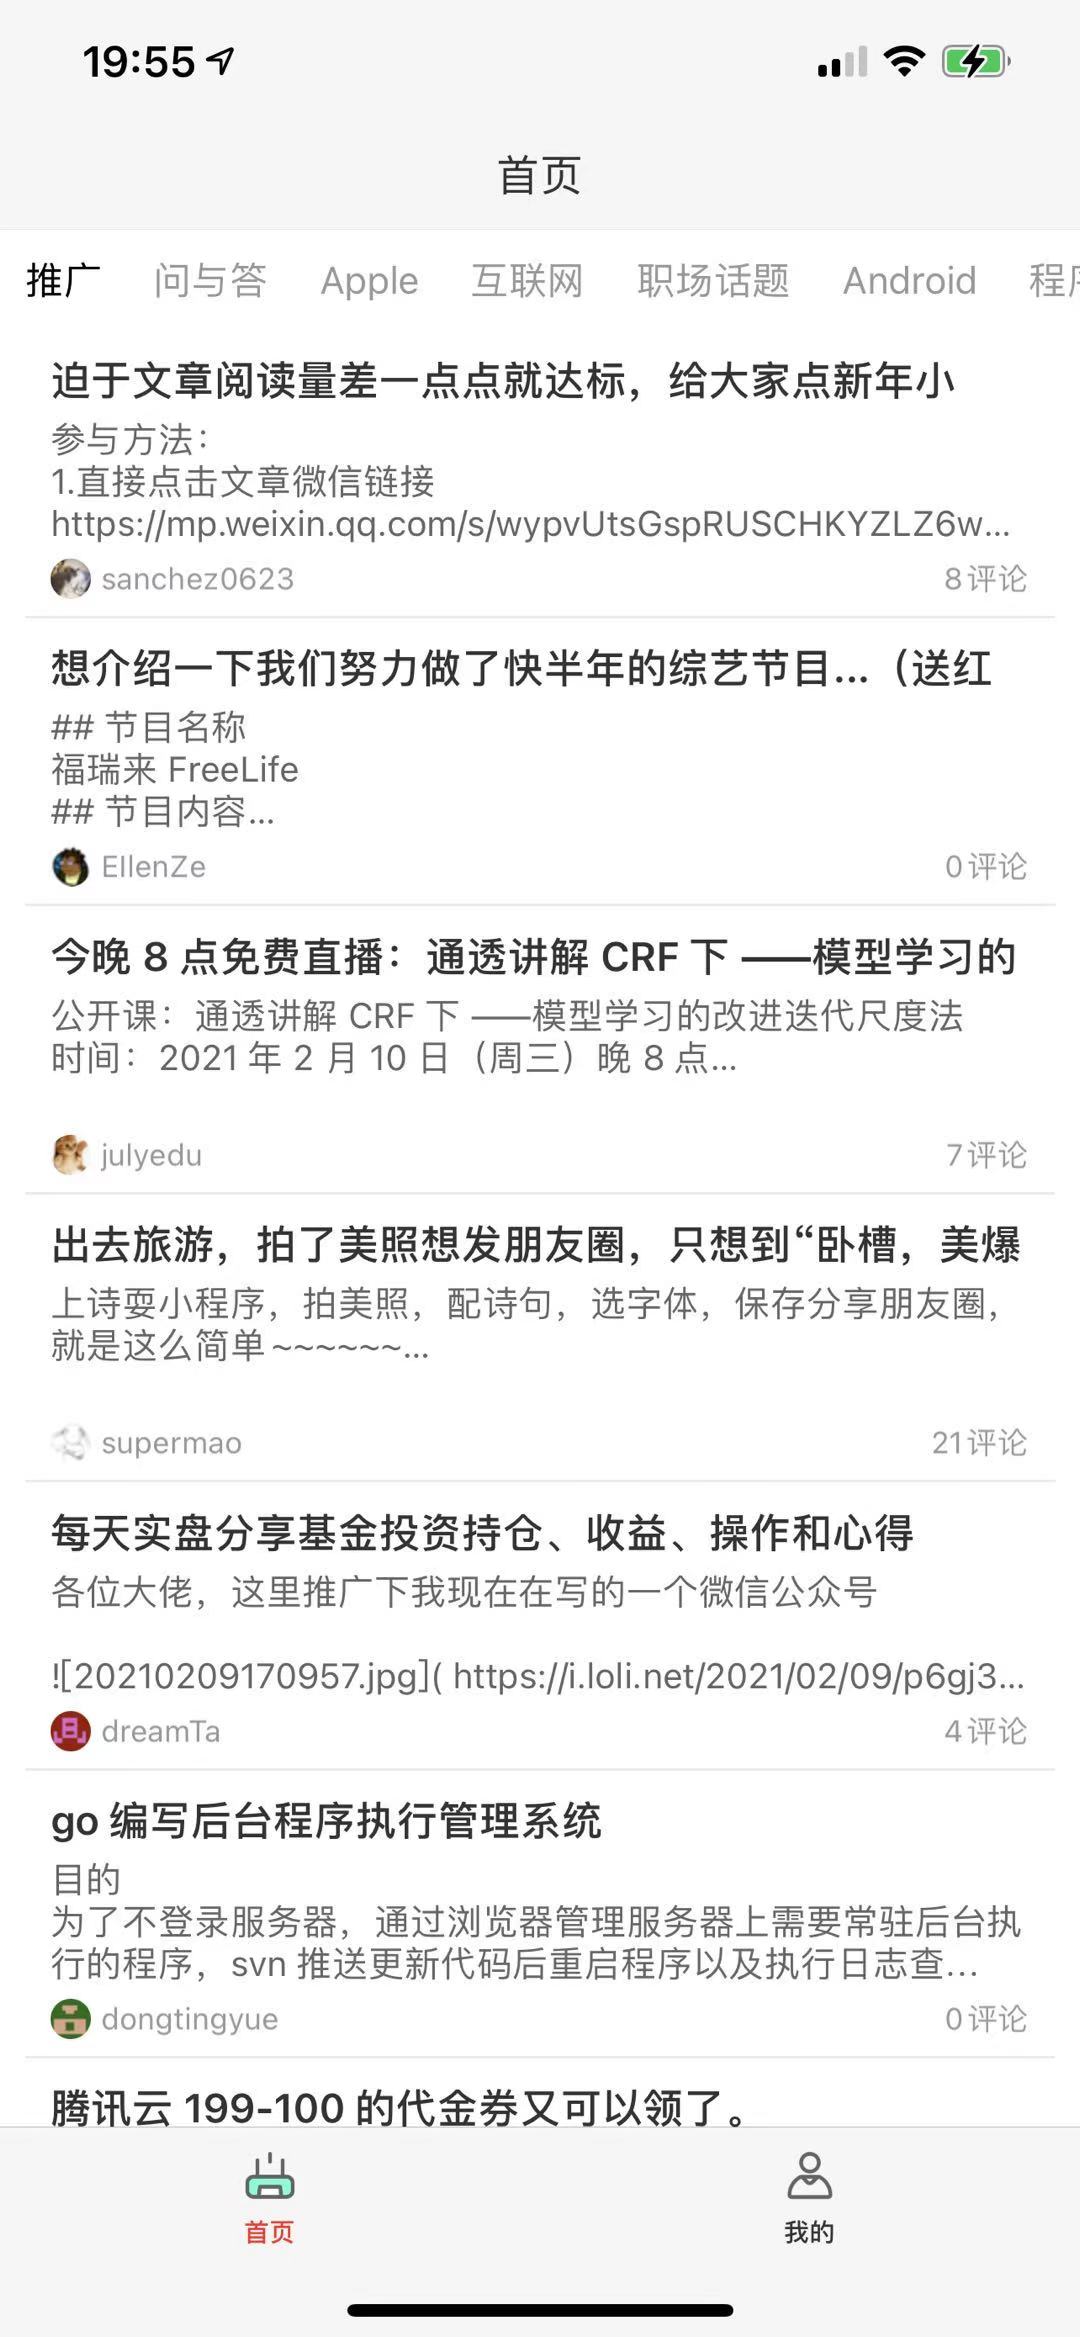 19:55
首页
推广 问与答 Apple 互联网 职场话题 Android 程序
迫于文章阅读量差一点点就达标，给大家点新年小
参与方法：
1.直接点击文章微信链接
https://mp.weixin.qq.com/s/wypvUtsGspRUSCHKYZLZ6w...
sanchez0623 8评论
想介绍一下我们努力做了快半年的综艺节目...（送红
## 节目名称
福瑞来 FreeLife
## 节目内容...
EllenZe 0评论
今晚 8 点免费直播：通透讲解 CRF 下 ——模型学习的
公开课：通透讲解 CRF 下 ——模型学习的改进迭代尺度法
时间：2021 年 2 月 10 日（周三）晚 8 点...
julyedu 7评论
出去旅游，拍了美照想发朋友圈，只想到“卧槽，美爆
上诗耍小程序，拍美照，配诗句，选字体，保存分享朋友圈，
就是这么简单~~~~~~...
supermao 21评论
每天实盘分享基金投资持仓、收益、操作和心得
各位大佬，这里推广下我现在在写的一个微信公众号
![20210209170957.jpg]( https://i.loli.net/2021/02/09/p6gj3...
dreamTa 4评论
go 编写后台程序执行管理系统
目的
为了不登录服务器，通过浏览器管理服务器上需要常驻后台执
行的程序，svn 推送更新代码后重启程序以及执行日志查...
dongtingyue 0评论
腾讯云 199-100 的代金券又可以领了。
首页 我的